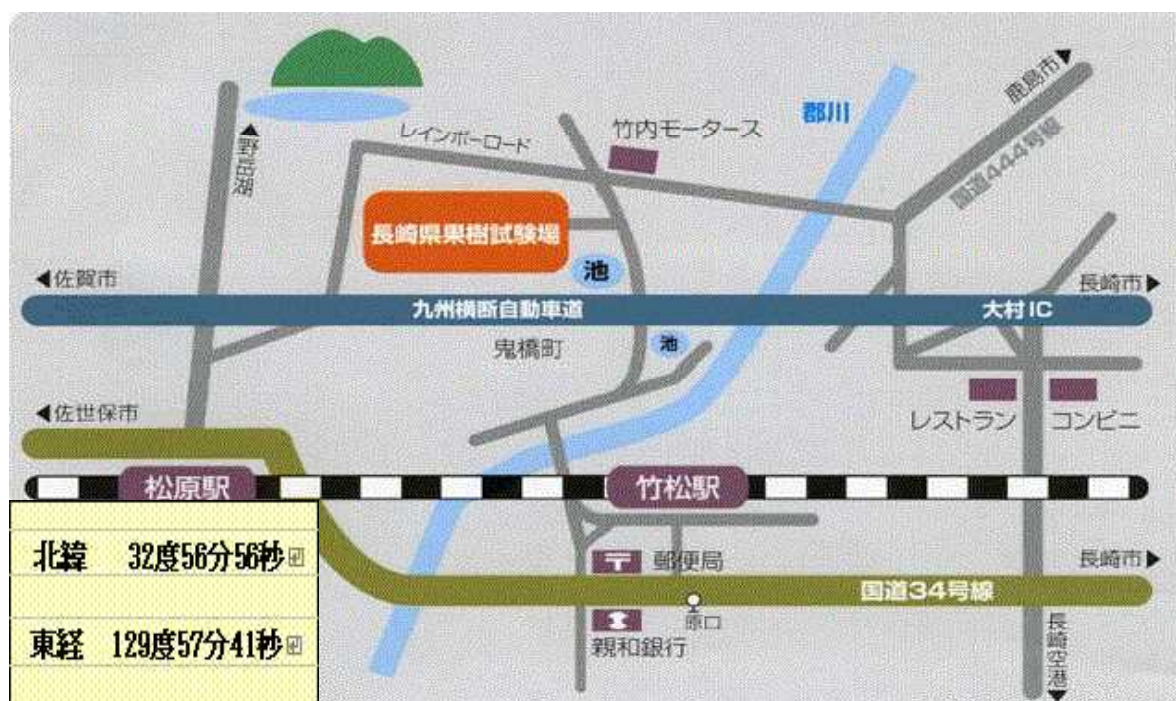 鹿島市▶
郡川
竹内モータース
レインボーロード
▲野岳湖
国道444号線
長崎県果樹試験場
池
◀佐賀市
長崎市▶
九州横断自動車道
大村IC
鬼橋町
池
◀佐世保市
レストラン
コンビニ
松原駅
竹松駅
北緯 32度56分56秒
〒
郵便局
長崎市▶
国道34号線
原口
東経 129度57分41秒
親和銀行
長崎空港▼